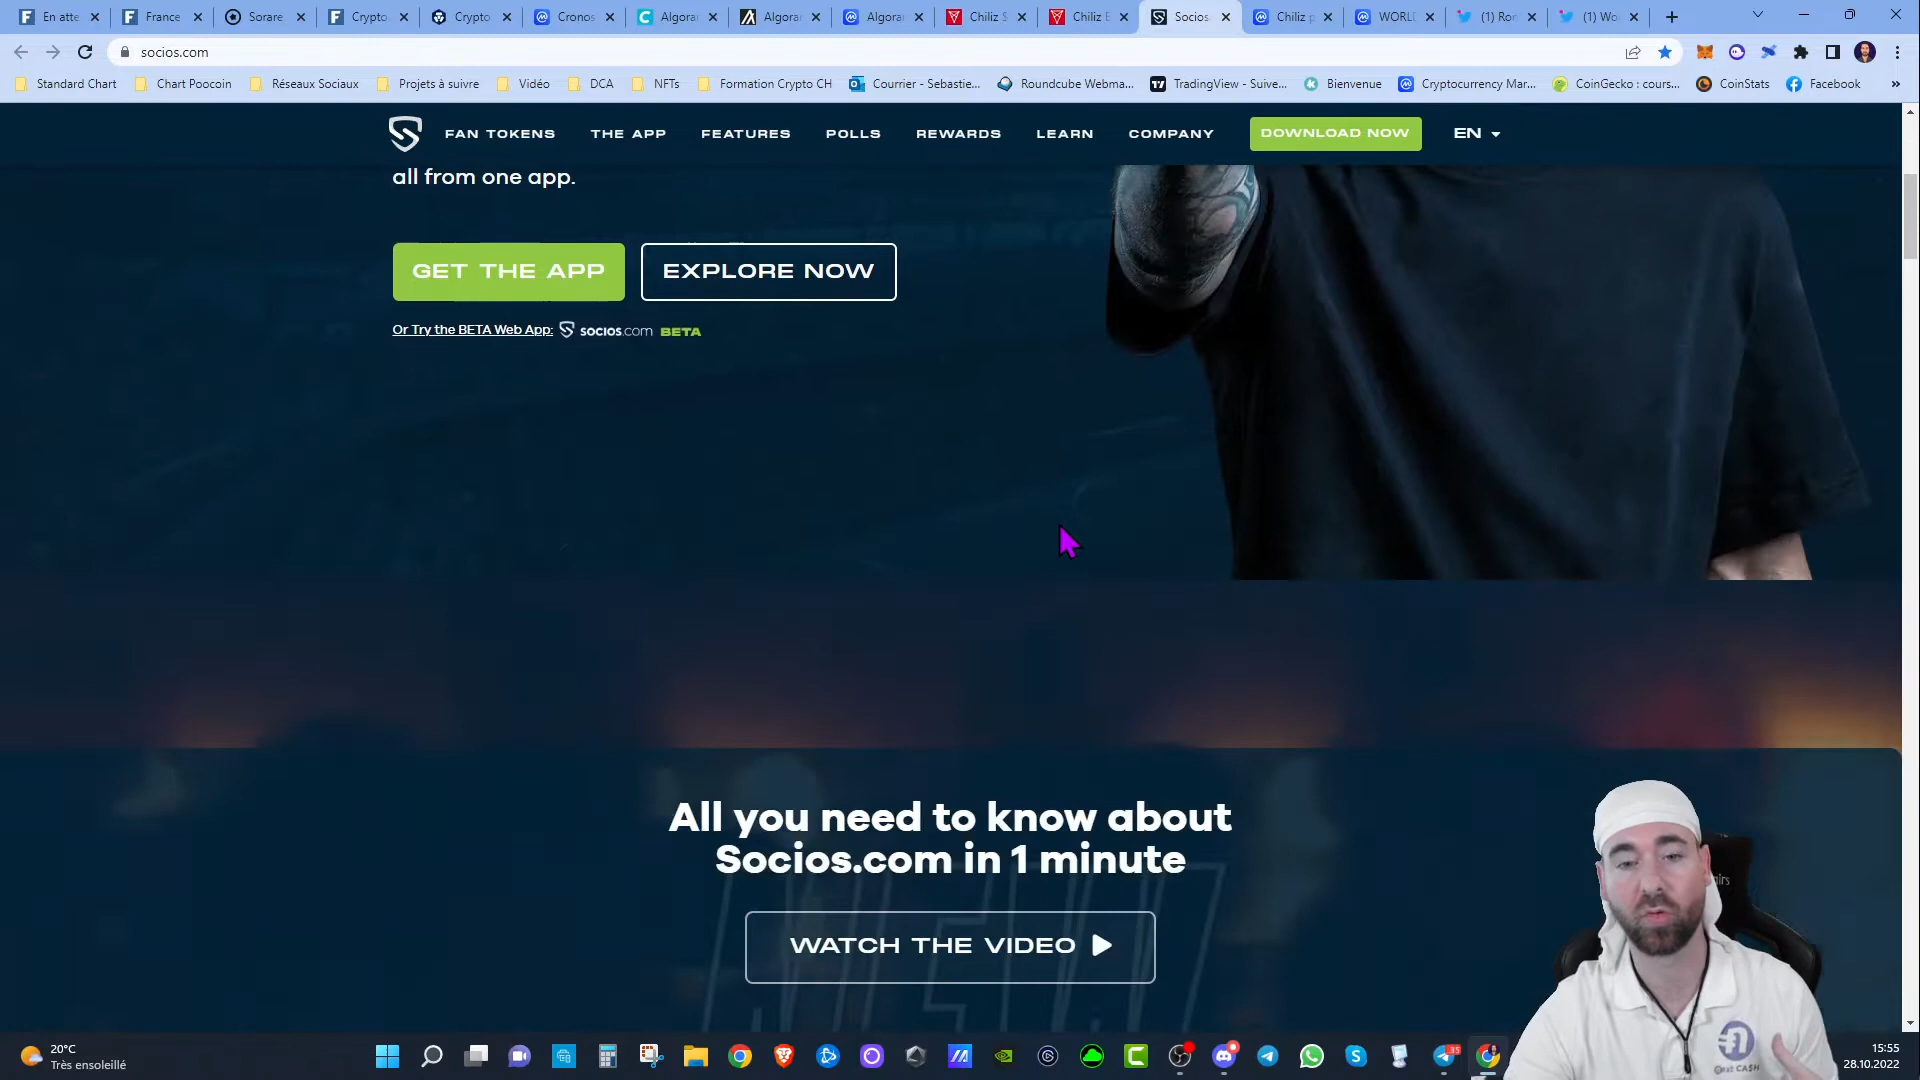 En atte
France
Sorare
Crypto.
Crypto
Cronos
Algorar
Algorar
Algorar
Chiliz S
Chiliz E
Socios
Chiliz p
WORL
(1) Ron
(1) Wo
socios.com
Standard Chart
Chart Poocoin
Réseaux Sociaux
Projets à suivre
Vidéo
DCA
NFTs
Formation Crypto CH
Courrier - Sebastie...
Roundcube Webma...
TradingView - Suive...
Bienvenue
Cryptocurrency Mar...
CoinGecko : cours...
CoinStats
Facebook
»
FAN TOKENS
THE APP
FEATURES
POLLS
REWARDS
LEARN
COMPANY
DOWNLOAD NOW
EN
all from one app.
GET THE APP
EXPLORE NOW
Or Try the BETA Web App:
socios.com BETA
All you need to know about
Socios.com in 1 minute
WATCH THE VIDEO
20°C
Très ensoleillé
15:55
28.10.2022